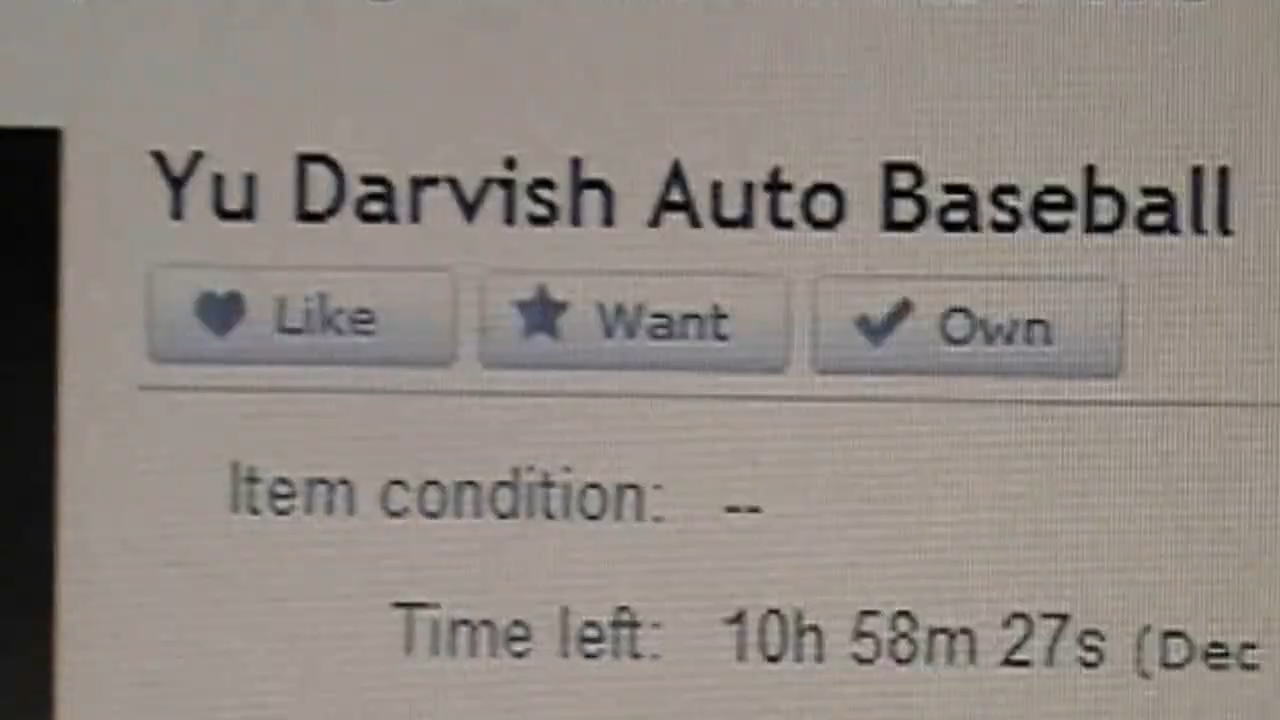 Yu Darvish Auto Baseball
Like Want Own
Item condition: --
Time left: 10h 58m 27s (Dec